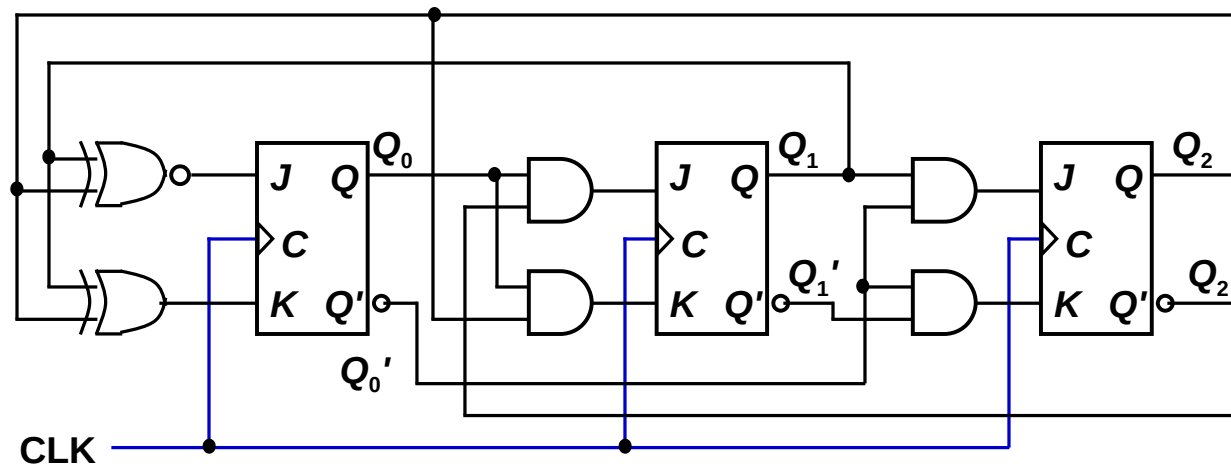 Q0 Q1 Q2
J Q J Q J Q
C C C
Q1' Q2
K Q' K Q' K Q'
Q0'
CLK